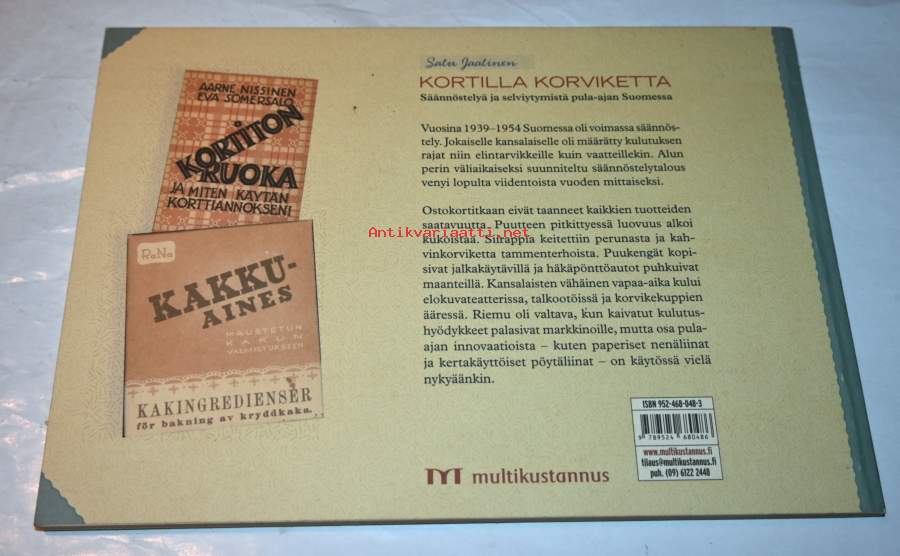 AARNE NISSINEN
EVA SOMERSALO
KORTITON
RUOKA
JA MITEN KÄYTÄN
KORTTIANNOKSENI
RaNa
KAKKU-
AINES
MAUSTETUN
KAKUN
VALMISTUKSEEN
KAKINGREDIENSER
för bakning av kryddkaka.
Satu Jaatinen
KORTILLA KORVIKETTA
Säännöstelyä ja selviytymistä pula-ajan Suomessa
Vuosina 1939–1954 Suomessa oli voimassa säännös-
tely. Jokaiselle kansalaiselle oli määrätty kulutuksen
rajat niin elintarvikkeille kuin vaatteillekin. Alun
perin väliaikaiseksi suunniteltu säännöstelytalous
venyi lopulta viidentoista vuoden mittaiseksi.
Ostokortitkaan eivät taanneet kaikkien tuotteiden
saatavuutta. Puutteen pitkittyessä luovuus alkoi
kukoistaa. Siirappia keitettiin perunasta ja kah-
vinkorviketta tammenterhoista. Puukengät kopi-
sivat jalkakäytävillä ja häkäpönttöautot puhkuivat
maanteillä. Kansalaisten vähäinen vapaa-aika kului
elokuvateatterissa, talkootöissä ja korvikekuppien
ääressä. Riemu oli valtava, kun kaivatut kulutus-
hyödykkeet palasivat markkinoille, mutta osa pula-
ajan innovaatioista – kuten paperiset nenäliinat
ja kertakäyttöiset pöytäliinat – on käytössä vielä
nykyäänkin.
Antikvariaatti.net
ISBN 952-468-048-3
9 789524 680486
www.multikustannus.fi
tilaus@multikustannus.fi
puh. (09) 6122 2448
multikustannus